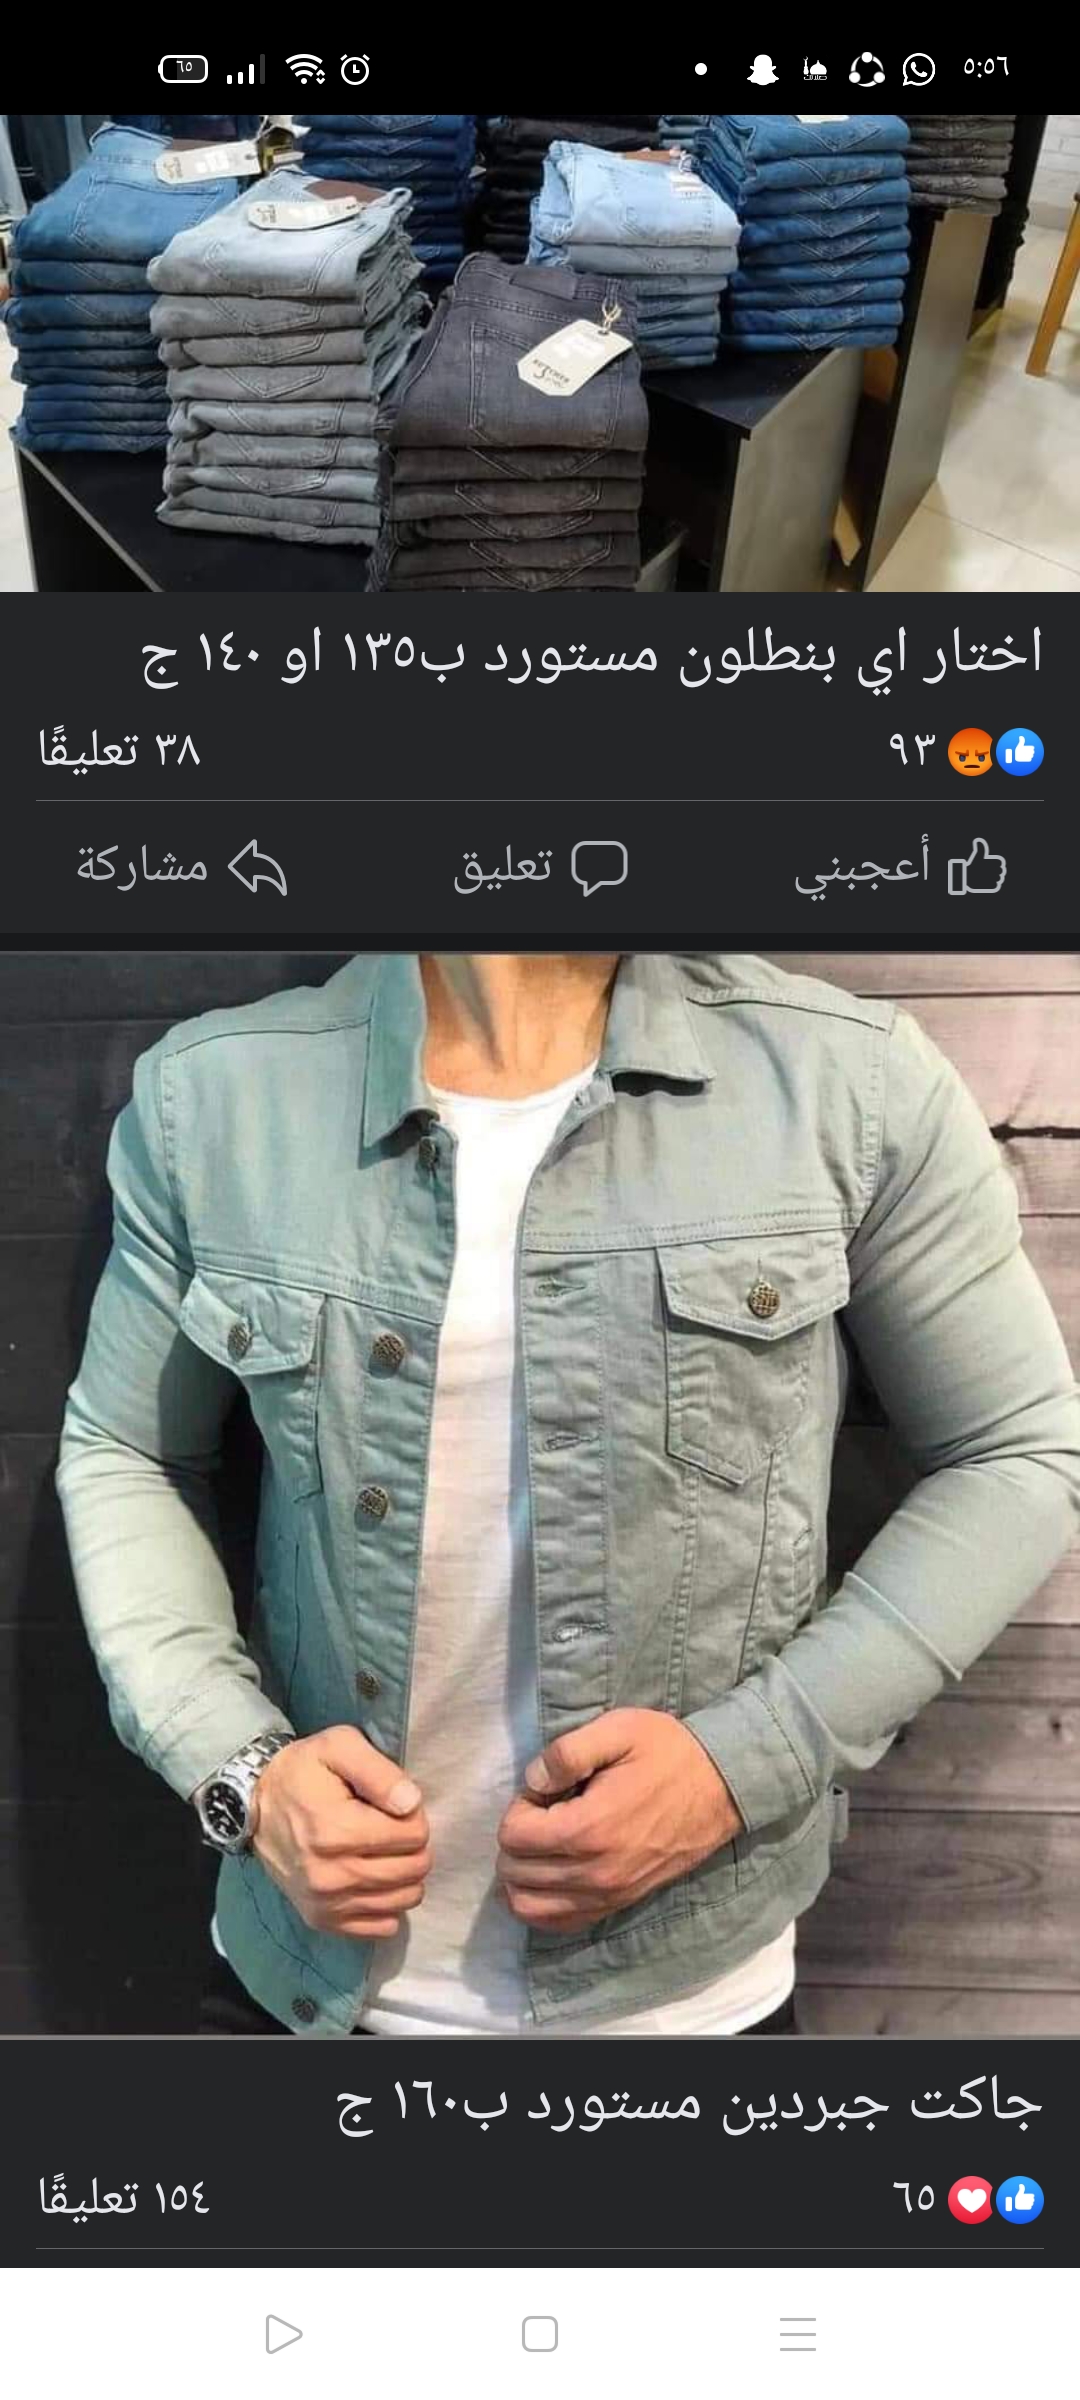 ٦٥
٥:٥٦
اختار اي بنطلون مستورد ب١٣٥ او ١٤٠ ج
٩٣
٣٨ تعليقًا
أعجبني
تعليق
مشاركة
جاكت جبردين مستورد ب١٦٠ ج
٦٥
١٥٤ تعليقًا